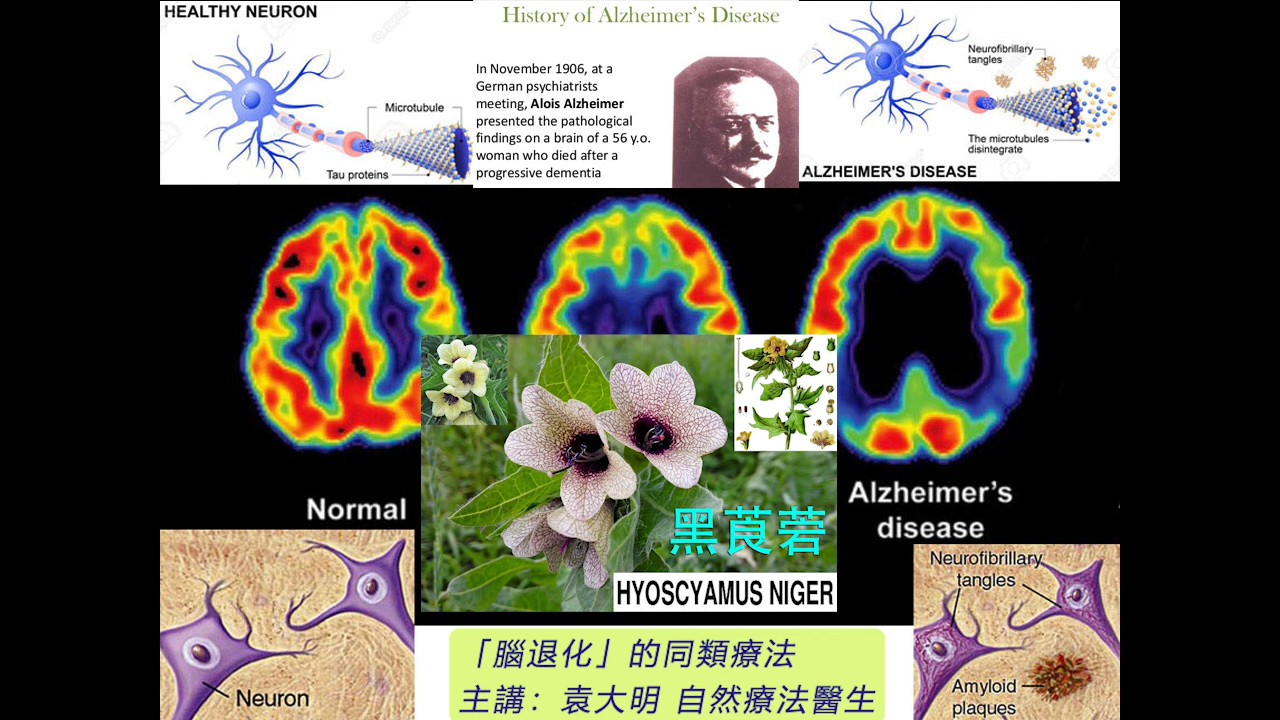 HEALTHY NEURON
Microtubule
Tau proteins
History of Alzheimer's Disease
In November 1906, at a
German psychiatrists
meeting, Alois Alzheimer
presented the pathological
findings on a brain of a 56 y.o.
woman who died after a
progressive dementia
Neurofibrillary
tangles
The microtubules
disintegrate
ALZHEIMER'S DISEASE
Normal
Alzheimer's
disease
黑莨菪
HYOSCYAMUS NIGER
Neuron
Neurofibrillary
tangles
Amyloid
plaques
「腦退化」的同類療法
主講：袁大明 自然療法醫生